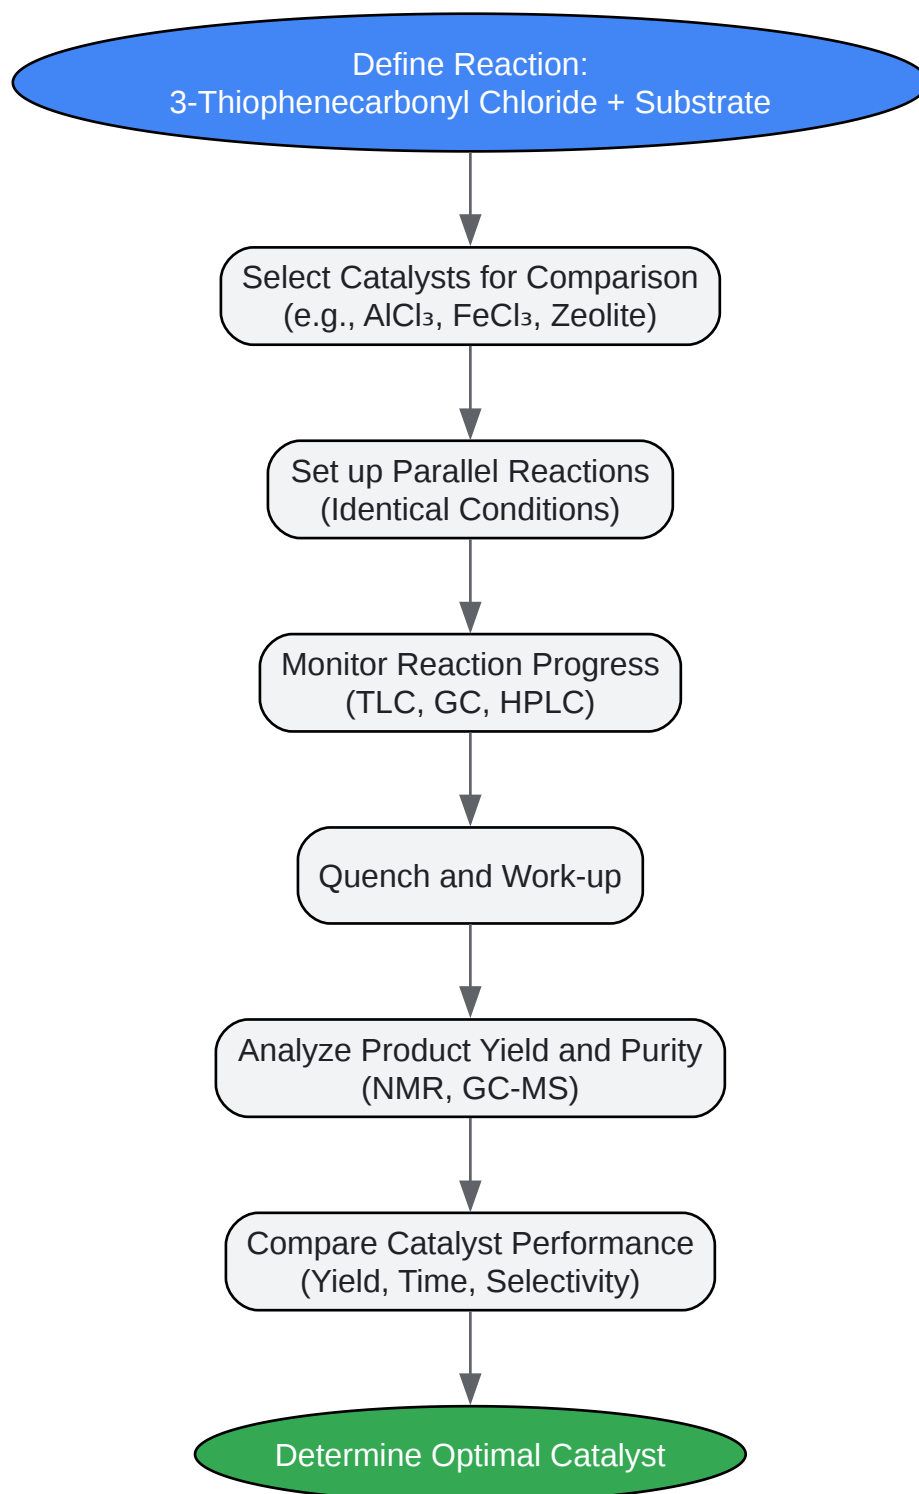 Define Reaction:
3-Thiophenecarbonyl Chloride + Substrate
Select Catalysts for Comparison
(e.g., AlCl₃, FeCl₃, Zeolite)
Set up Parallel Reactions
(Identical Conditions)
Monitor Reaction Progress
(TLC, GC, HPLC)
Quench and Work-up
Analyze Product Yield and Purity
(NMR, GC-MS)
Compare Catalyst Performance
(Yield, Time, Selectivity)
Determine Optimal Catalyst